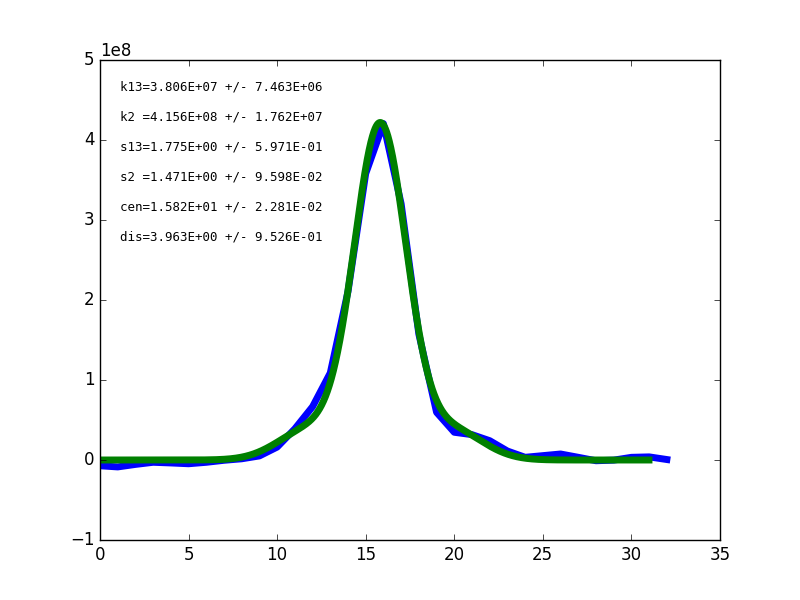 1e8
5
k13=3.806E+07 +/- 7.463E+06
k2 =4.156E+08 +/- 1.762E+07
4
s13=1.775E+00 +/- 5.971E-01
s2 =1.471E+00 +/- 9.598E-02
cen=1.582E+01 +/- 2.281E-02
3
dis=3.963E+00 +/- 9.526E-01
2
1
0
−1
0 5 10 15 20 25 30 35